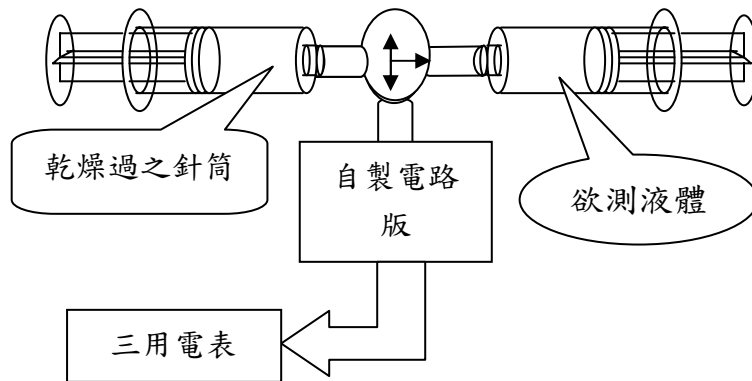 乾燥過之針筒
自製電路
版
欲測液體
三用電表